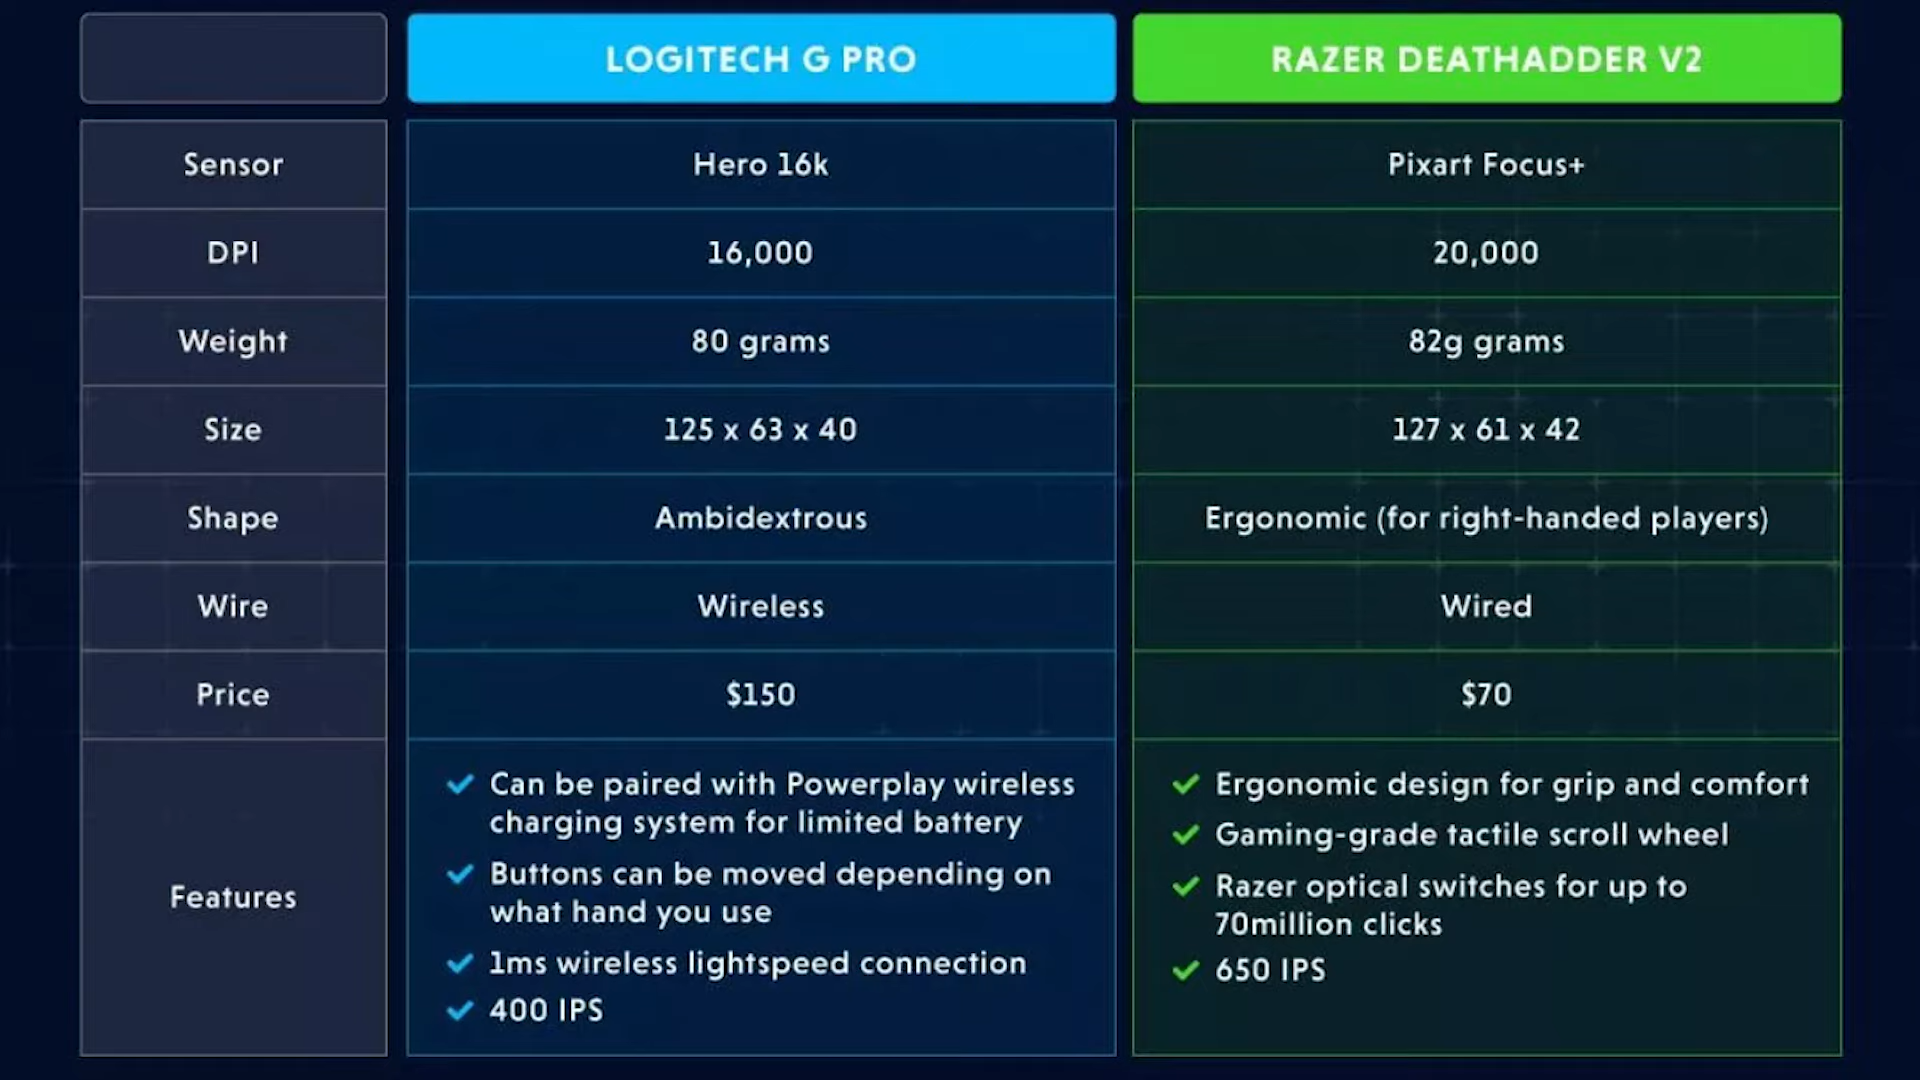 LOGITECH G PRO
RAZER DEATHADDER V2
Sensor
Hero 16k
Pixart Focus+
DPI
16,000
20,000
Weight
80 grams
82g grams
Size
125 x 63 x 40
127 x 61 x 42
Shape
Ambidextrous
Ergonomic (for right-handed players)
Wire
Wireless
Wired
Price
$150
$70
Features
Can be paired with Powerplay wireless
charging system for limited battery
Buttons can be moved depending on
what hand you use
1ms wireless lightspeed connection
400 IPS
Ergonomic design for grip and comfort
Gaming-grade tactile scroll wheel
Razer optical switches for up to
70million clicks
650 IPS